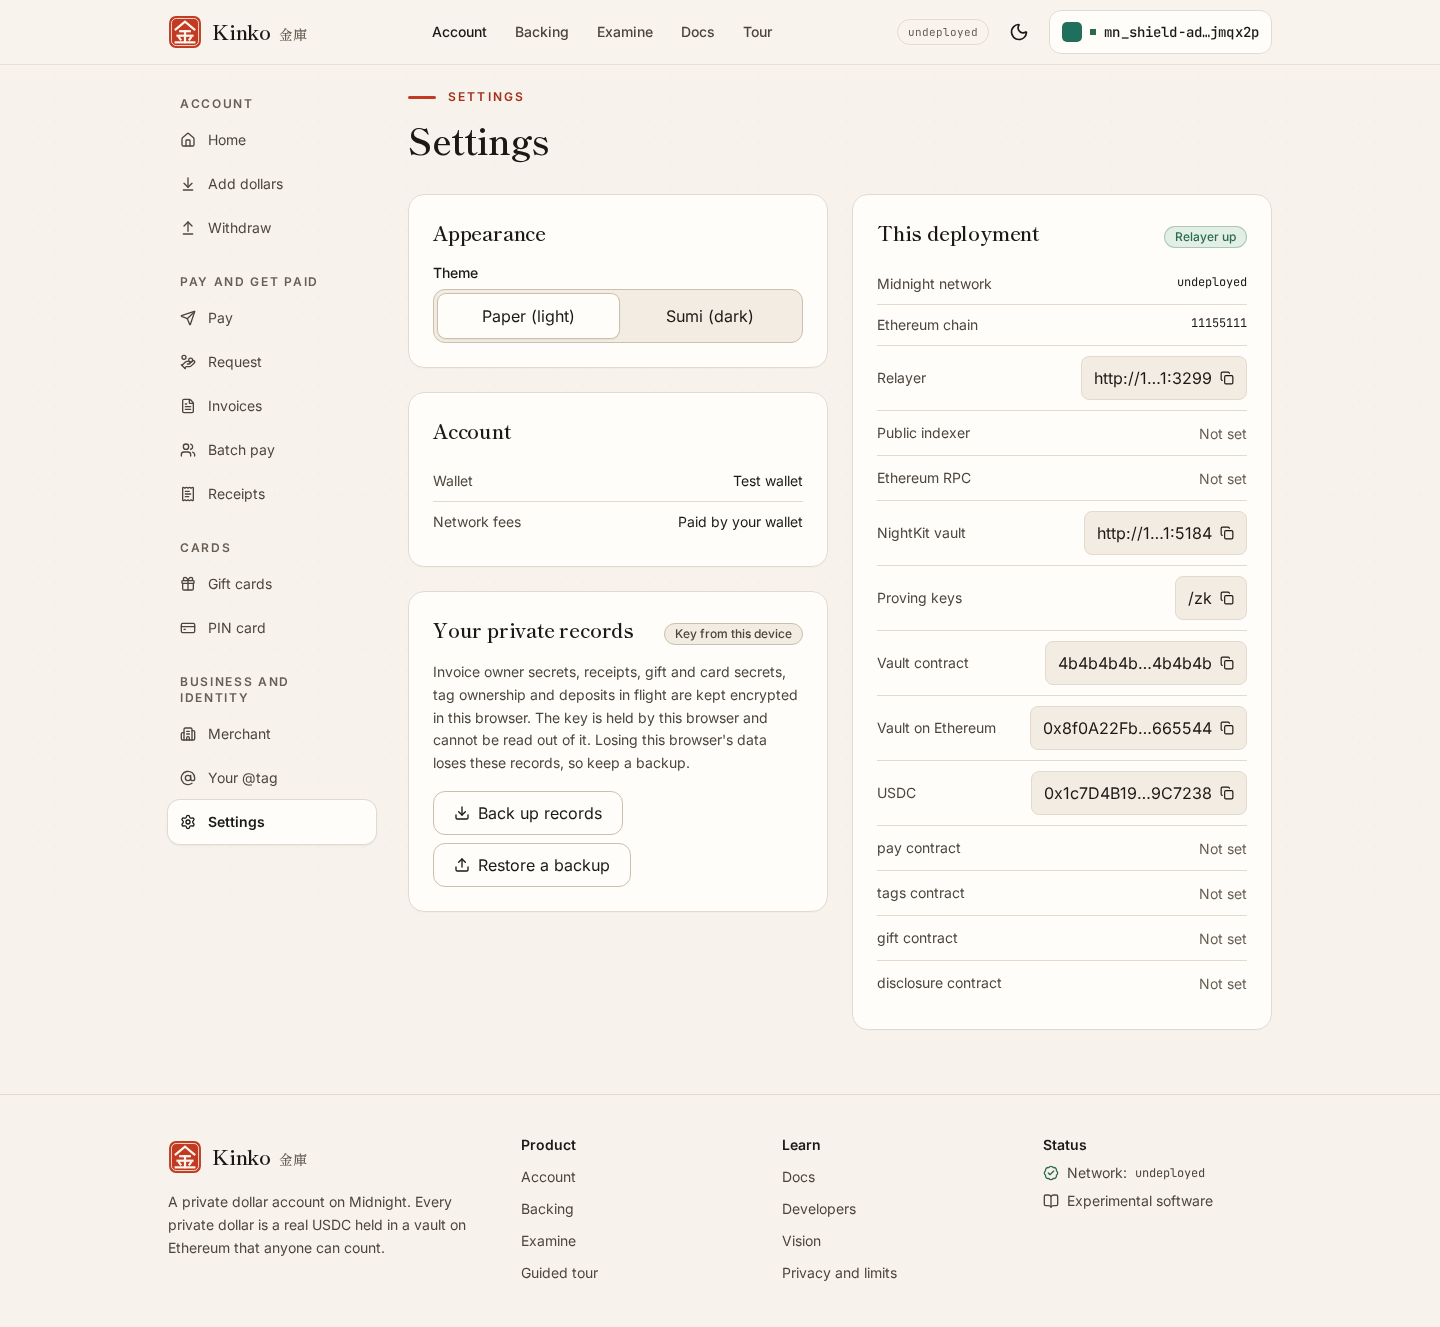 金 Kinko 金庫
Account
Backing
Examine
Docs
Tour
undeployed
mn_shield-ad…jmqx2p
ACCOUNT
Home
Add dollars
Withdraw
PAY AND GET PAID
Pay
Request
Invoices
Batch pay
Receipts
CARDS
Gift cards
PIN card
BUSINESS AND
IDENTITY
Merchant
Your @tag
Settings
SETTINGS
Settings
Appearance
Theme
Paper (light)
Sumi (dark)
Account
Wallet
Test wallet
Network fees
Paid by your wallet
Your private records
Key from this device
Invoice owner secrets, receipts, gift and card secrets,
tag ownership and deposits in flight are kept encrypted
in this browser. The key is held by this browser and
cannot be read out of it. Losing this browser's data
loses these records, so keep a backup.
Back up records
Restore a backup
This deployment
Relayer up
Midnight network
undeployed
Ethereum chain
11155111
Relayer
http://1…1:3299
Public indexer
Not set
Ethereum RPC
Not set
NightKit vault
http://1…1:5184
Proving keys
/zk
Vault contract
4b4b4b4b…4b4b4b
Vault on Ethereum
0x8f0A22Fb…665544
USDC
0x1c7D4B19…9C7238
pay contract
Not set
tags contract
Not set
gift contract
Not set
disclosure contract
Not set
金 Kinko 金庫
A private dollar account on Midnight. Every
private dollar is a real USDC held in a vault on
Ethereum that anyone can count.
Product
Account
Backing
Examine
Guided tour
Learn
Docs
Developers
Vision
Privacy and limits
Status
Network: undeployed
Experimental software